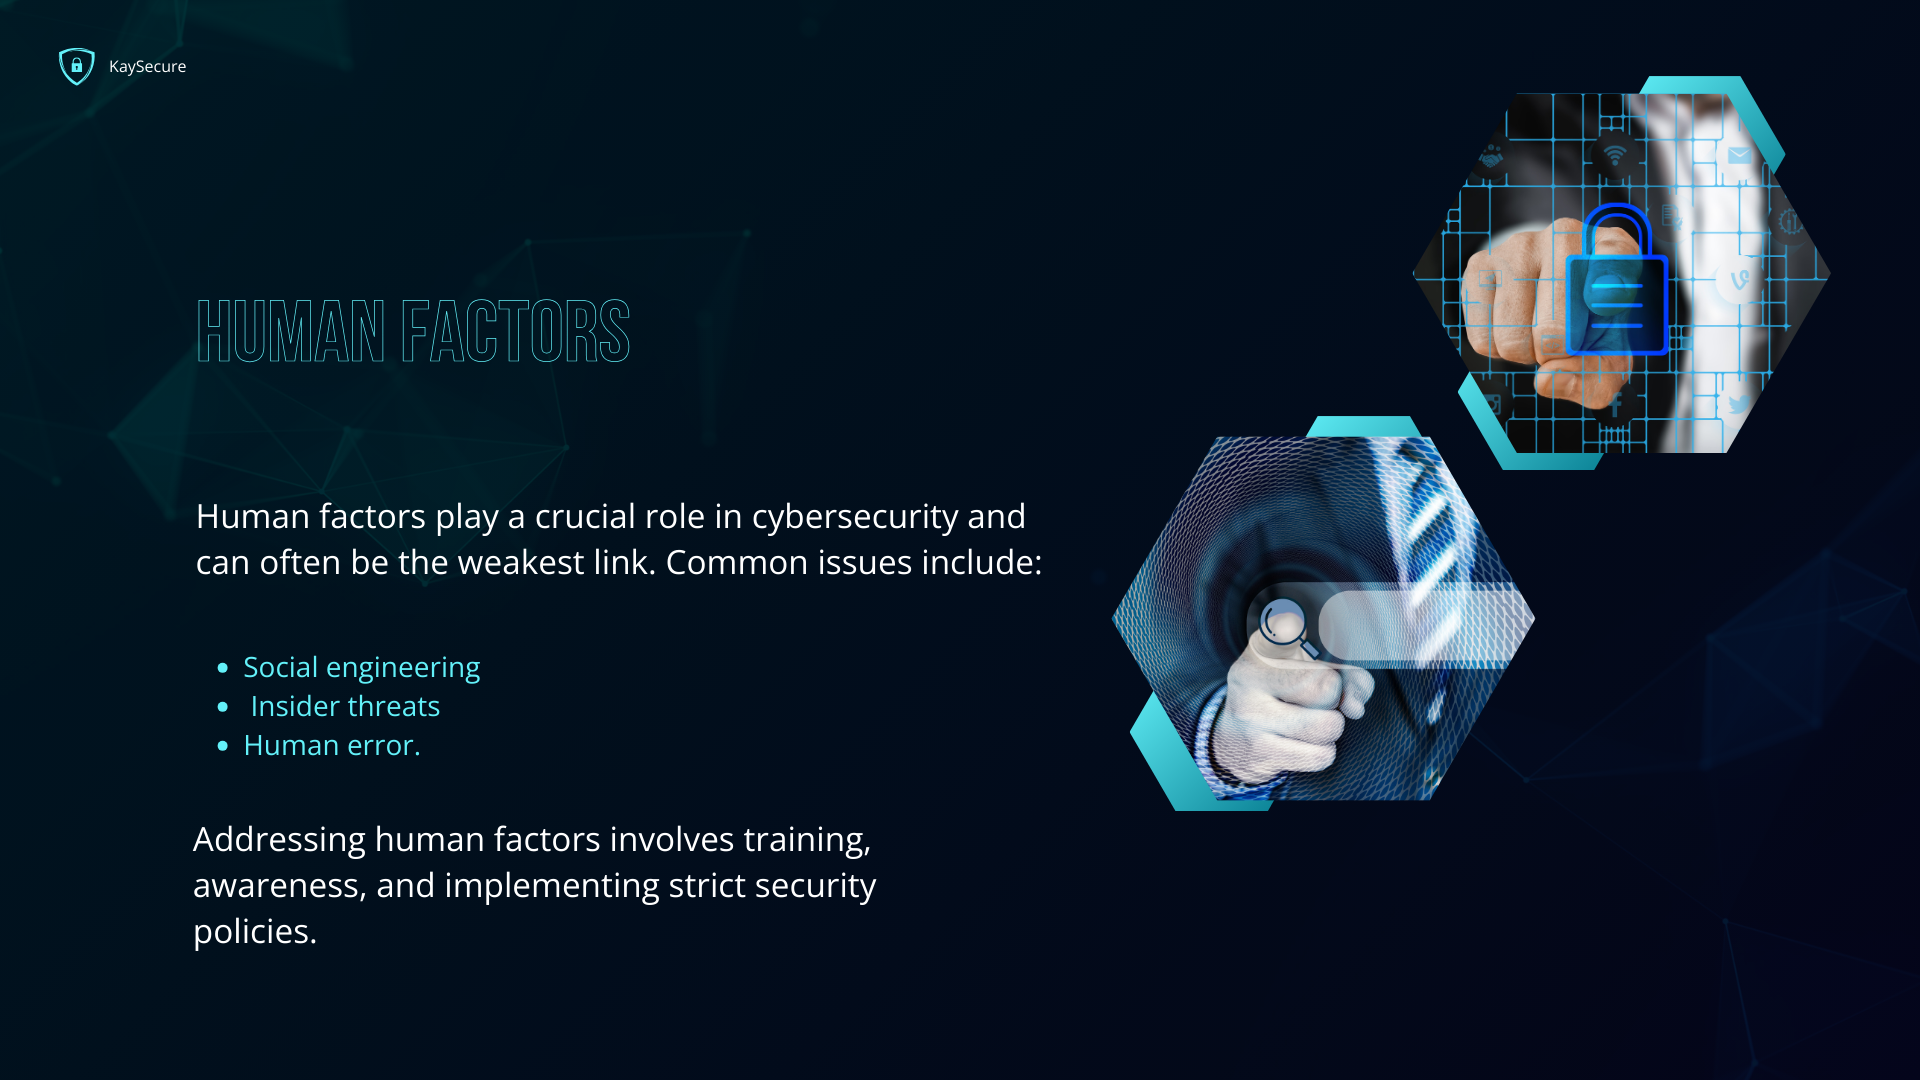 KaySecure
HUMAN FACTORS
Human factors play a crucial role in cybersecurity and
can often be the weakest link. Common issues include:
• Social engineering
• Insider threats
• Human error.
Addressing human factors involves training,
awareness, and implementing strict security
policies.